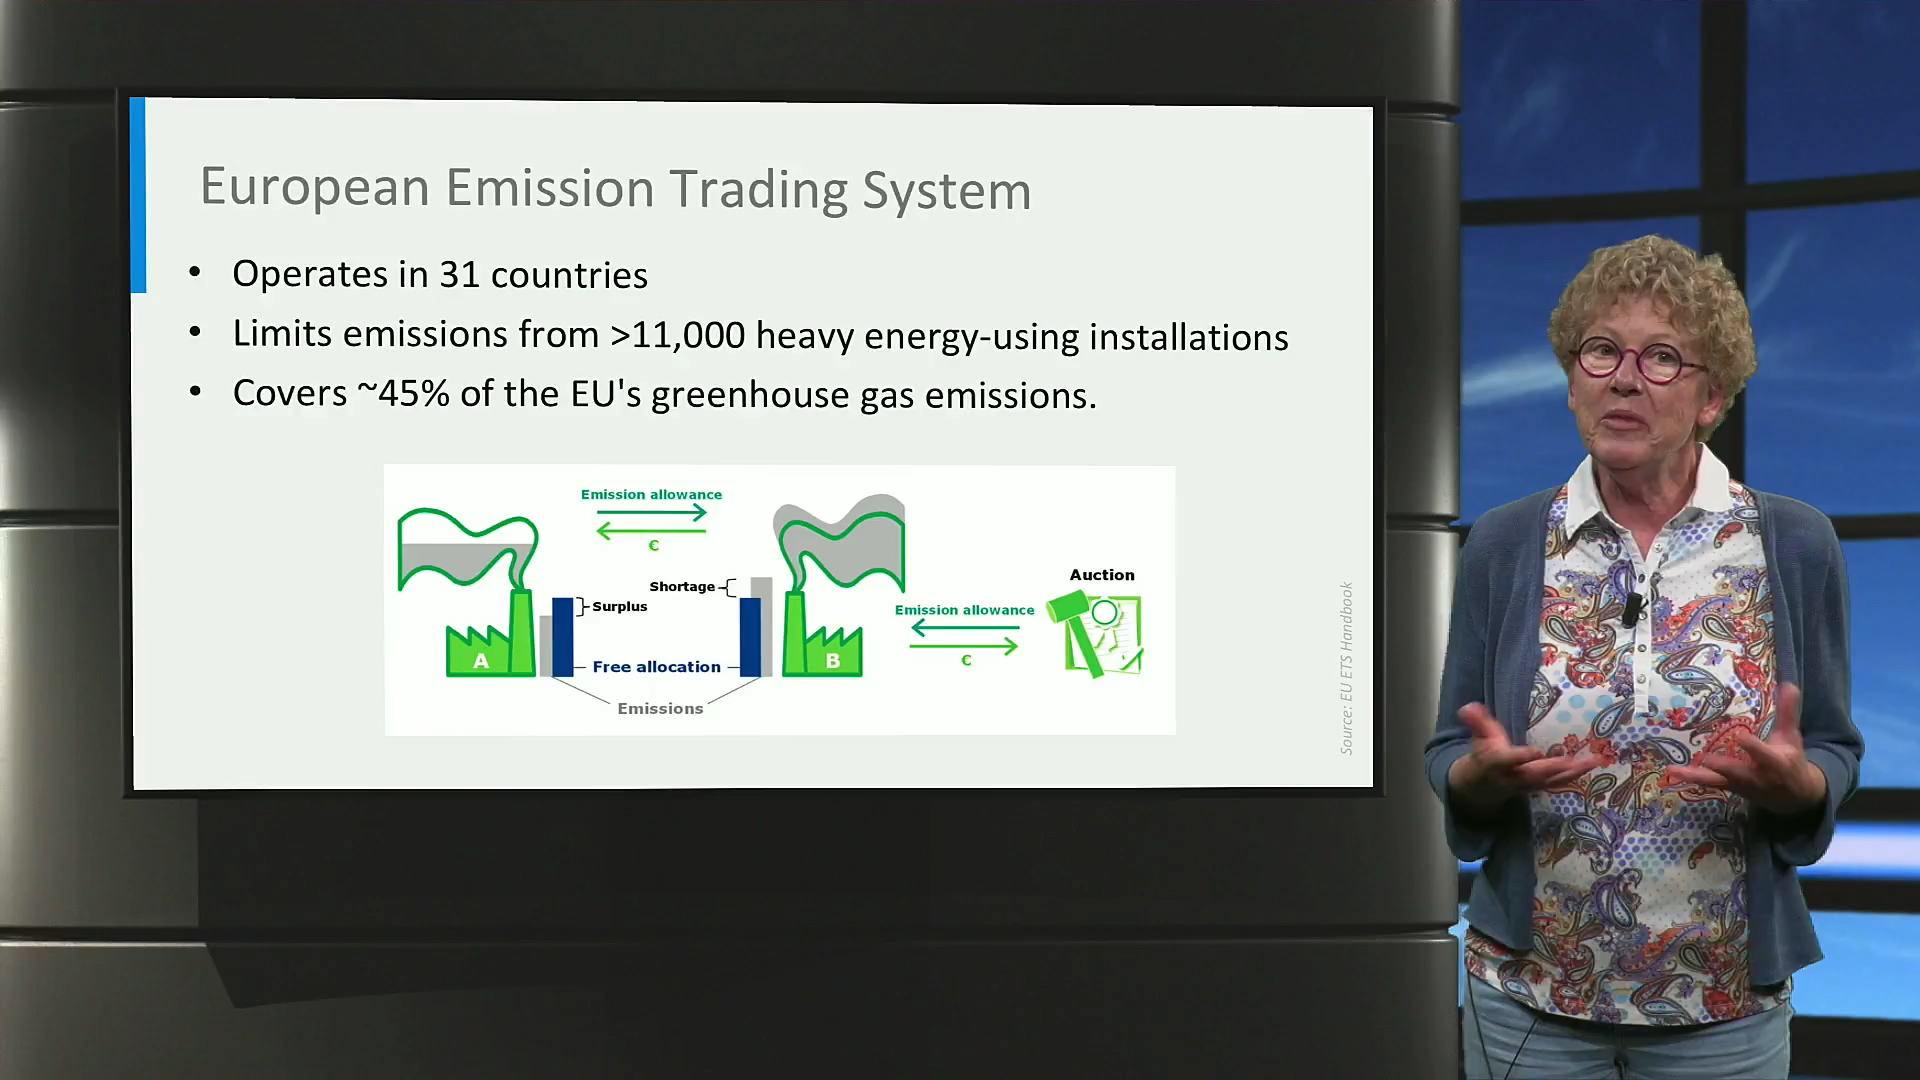 European Emission Trading System
• Operates in 31 countries
• Limits emissions from >11,000 heavy energy-using installations
• Covers ~45% of the EU's greenhouse gas emissions.
Emission allowance
€
Shortage
Surplus
A
Free allocation
B
Emissions
Auction
Emission allowance
€
Source: EU ETS Handbook